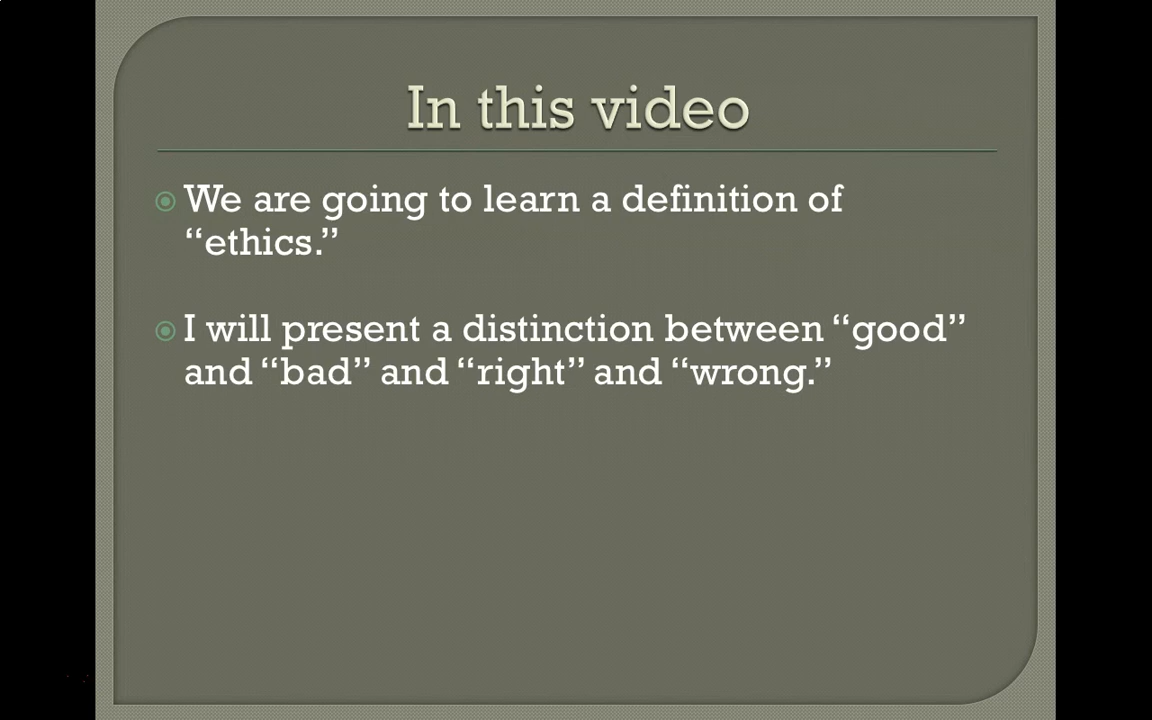 In this video
We are going to learn a definition of
“ethics.”
I will present a distinction between “good”
and “bad” and “right” and “wrong.”